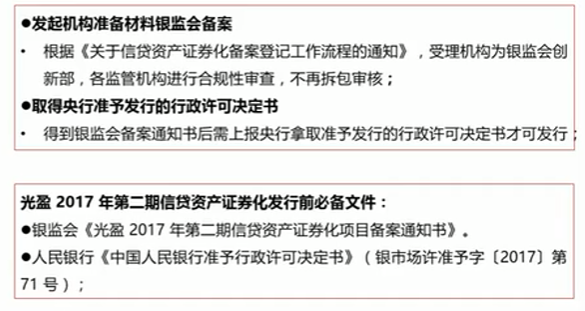 ●发起机构准备材料银监会备案
• 根据《关于信贷资产证券化备案登记工作流程的通知》，受理机构为银监会创
新部，各监管机构进行合规性审查，不再拆包审核；
●取得央行准予发行的行政许可决定书
• 得到银监会备案通知书后需上报央行拿取准予发行的行政许可决定书才可发行；
光盈 2017 年第二期信贷资产证券化发行前必备文件：
●银监会《光盈 2017 年第二期信贷资产证券化项目备案通知书》。
●人民银行《中国人民银行准予行政许可决定书》（银市场许准予字〔2017〕第
71 号）；